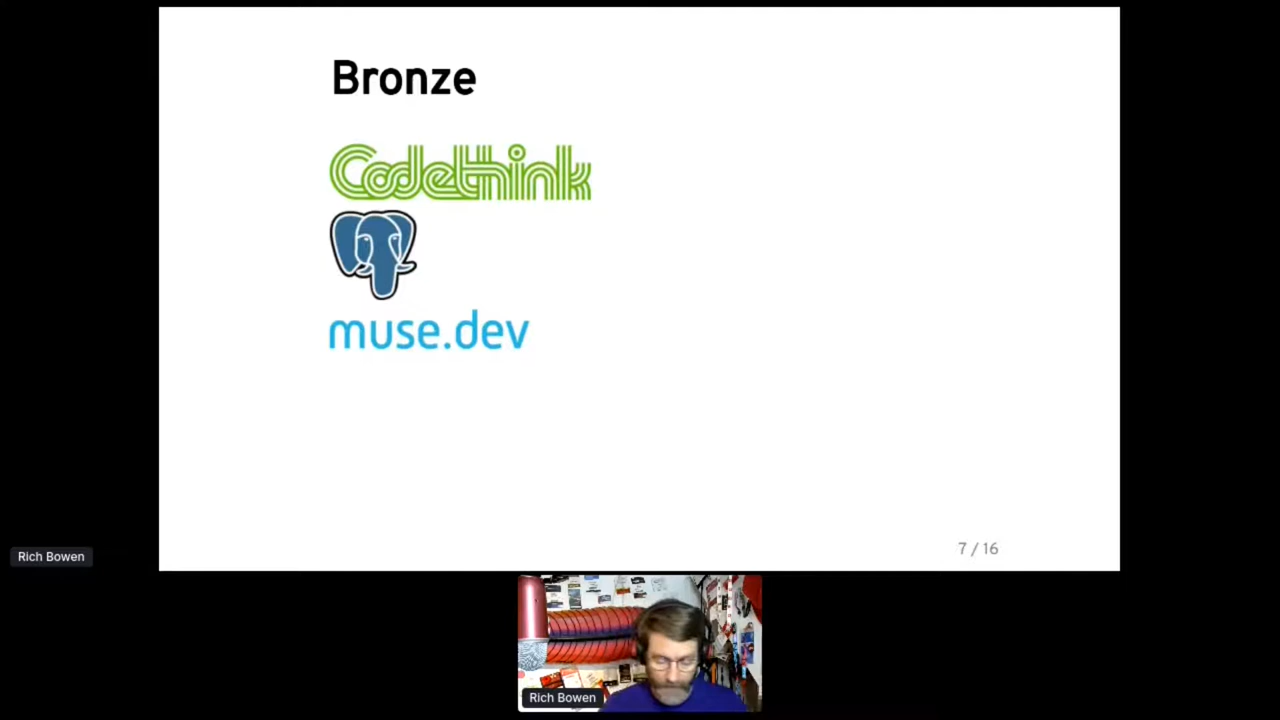 Bronze
Codethink
muse.dev
7 / 16
Rich Bowen
Rich Bowen